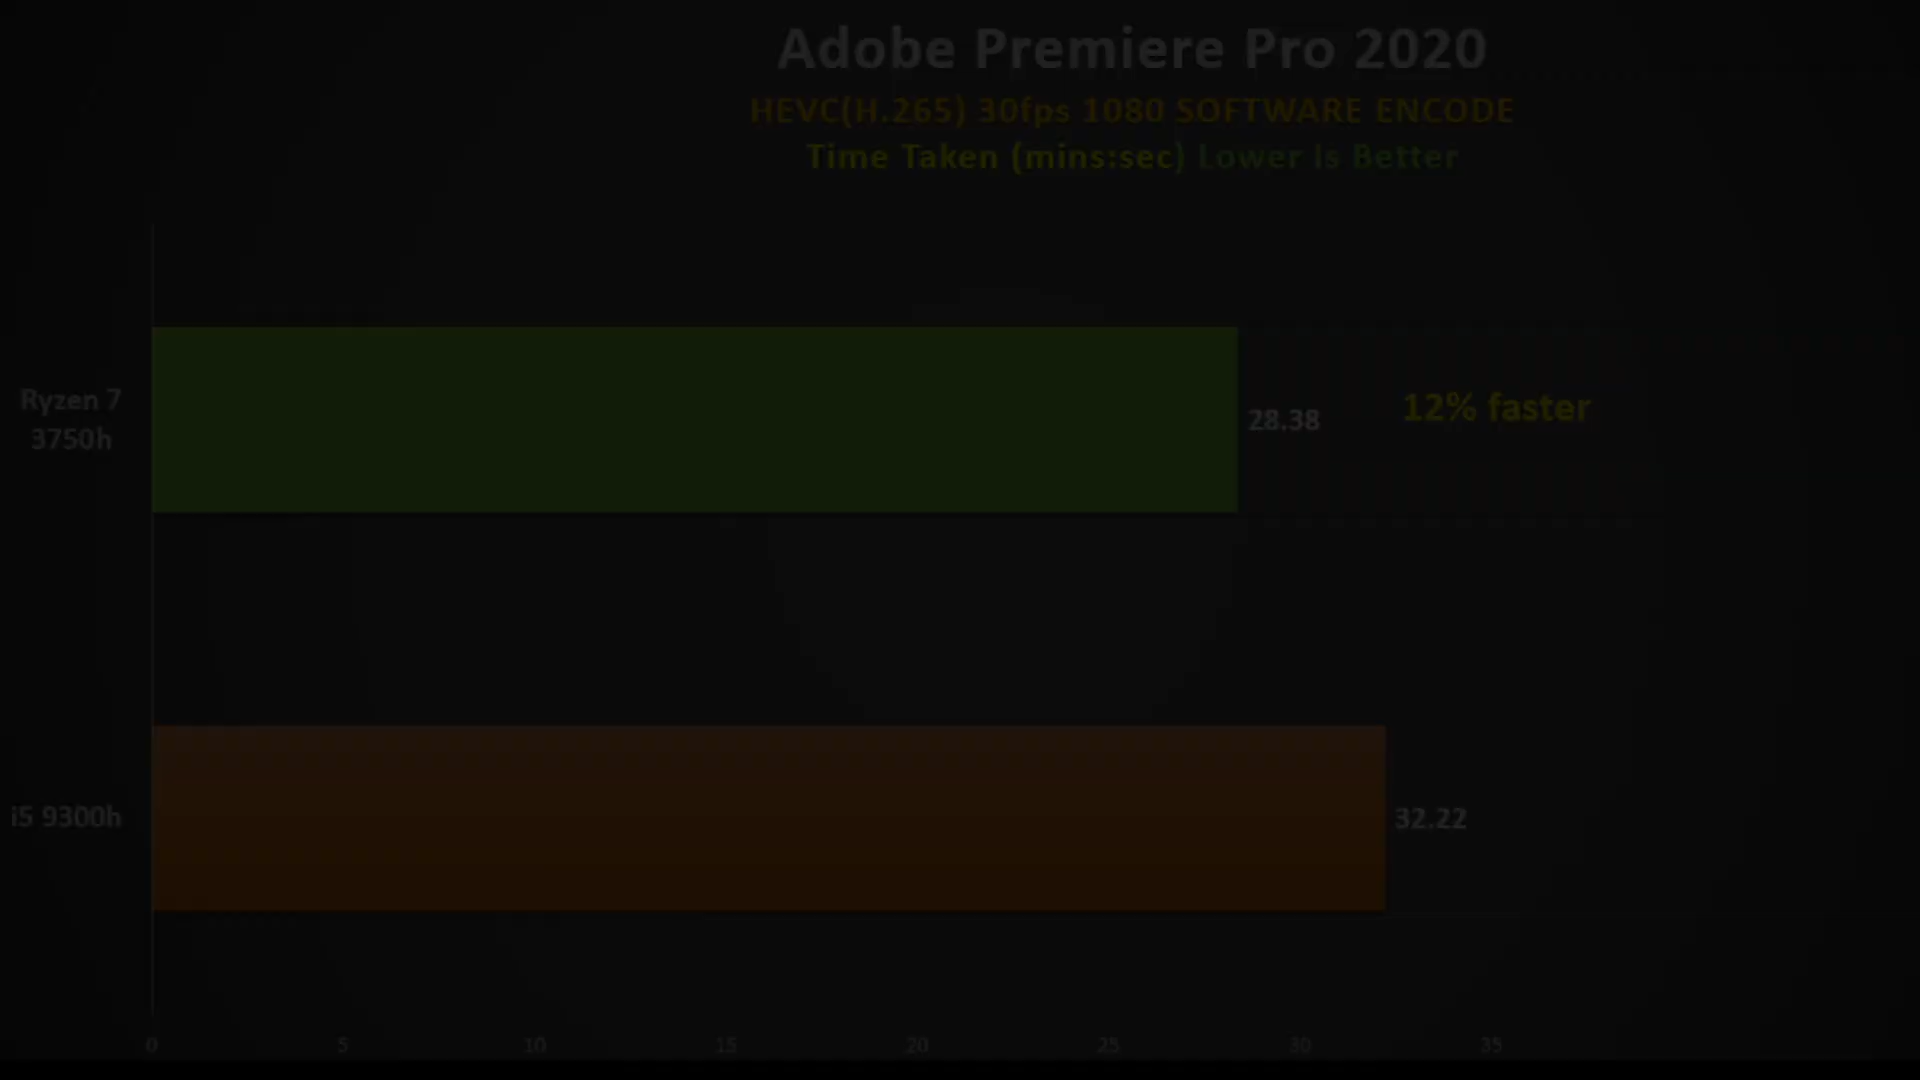 Adobe Premiere Pro 2020
HEVC(H.265) 30fps 1080 SOFTWARE ENCODE
Time Taken (mins:sec) Lower Is Better
Ryzen 7
3750h
28.38
12% faster
i5 9300h
32.22
0 5 10 15 20 25 30 35